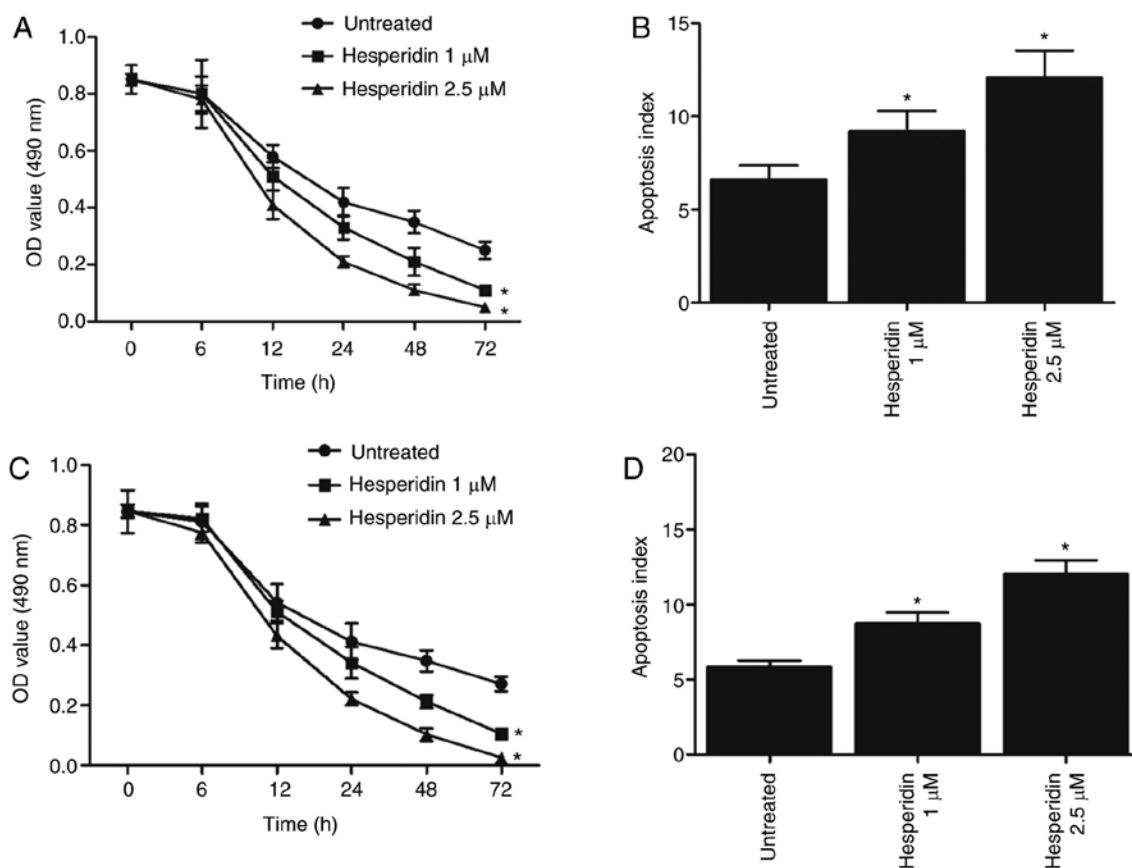 A
Untreated
Hesperidin 1 μM
Hesperidin 2.5 μM
OD value (490 nm)
1.0
0.8
0.6
0.4
0.2
0.0
0 6 12 24 48 72
Time (h)
*
*
B
Apoptosis index
15
10
5
0
*
*
Untreated
Hesperidin
1 μM
Hesperidin
2.5 μM
C
Untreated
Hesperidin 1 μM
Hesperidin 2.5 μM
OD value (490 nm)
1.0
0.8
0.6
0.4
0.2
0.0
0 6 12 24 48 72
Time (h)
*
*
D
Apoptosis index
20
15
10
5
0
*
*
Untreated
Hesperidin
1 μM
Hesperidin
2.5 μM